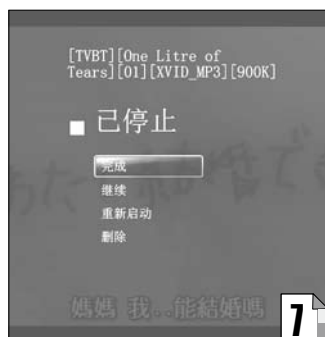 [TVBT][One Litre of
Tears][01][XVID_MP3][900K]
已停止
完成
继续
重新启动
删除
媽媽 我..能結婚嗎
7